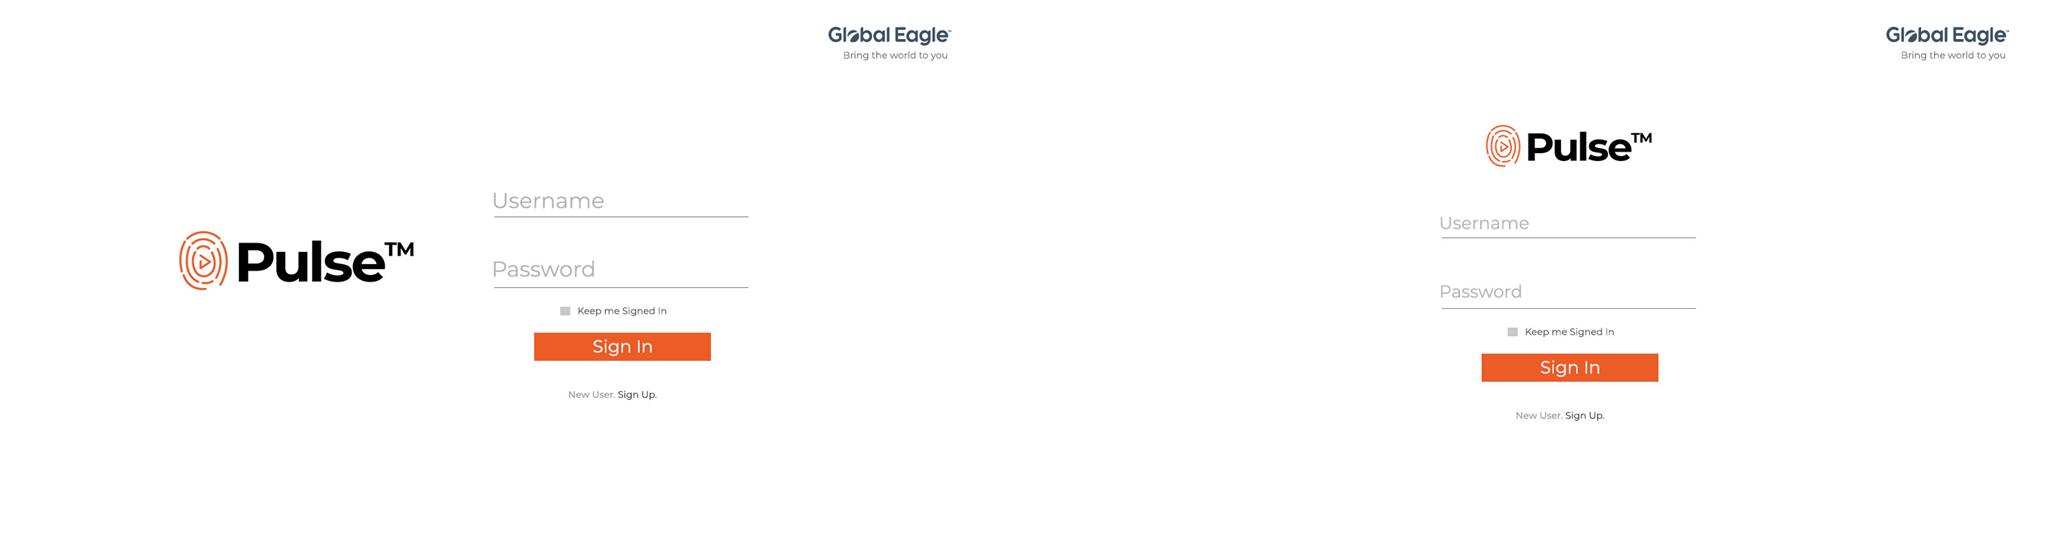 Global Eagle™
Bring the world to you
Pulse™
Username
Password
Keep me Signed In
Sign In
New User. Sign Up.
Global Eagle™
Bring the world to you
Pulse™
Username
Password
Keep me Signed In
Sign In
New User. Sign Up.